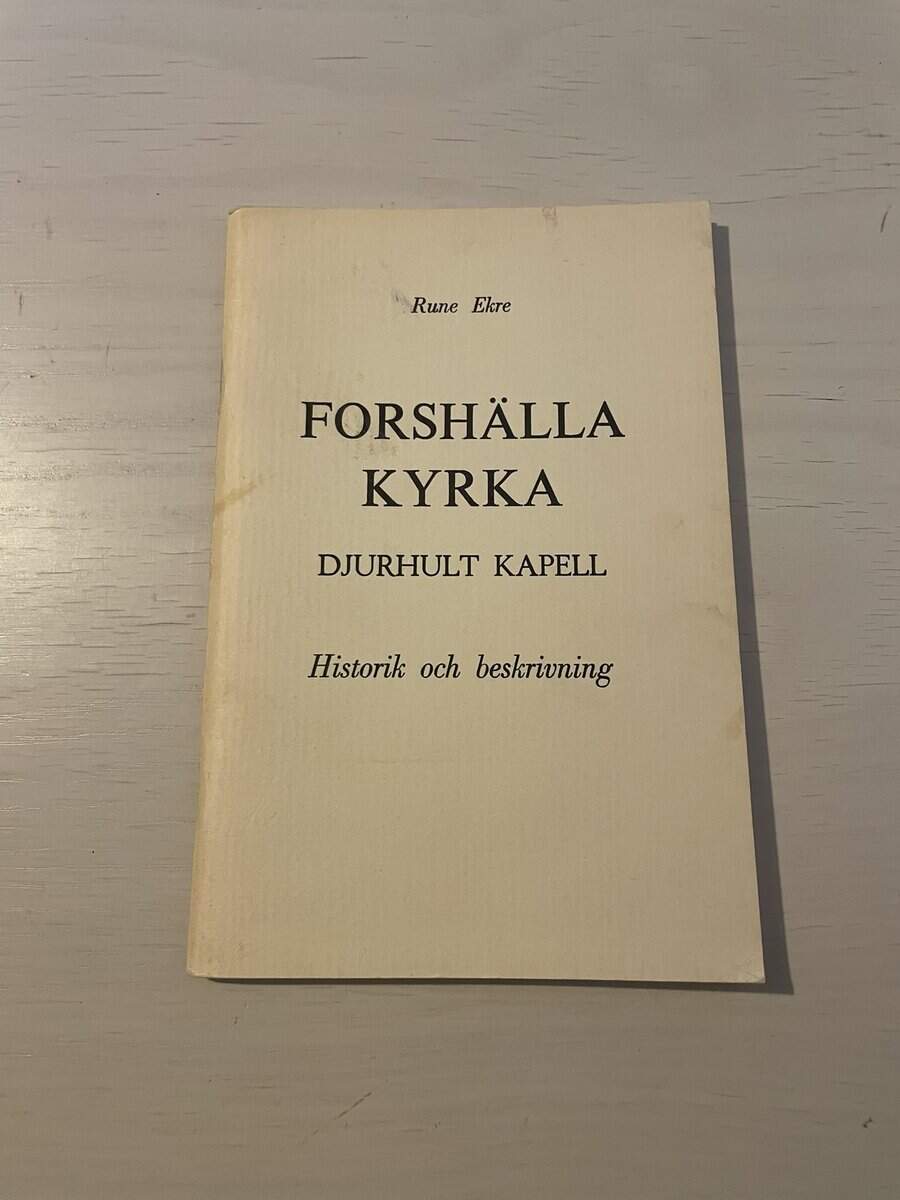 Rune Ekre
FORSHÄLLA
KYRKA
DJURHULT KAPELL
Historik och beskrivning